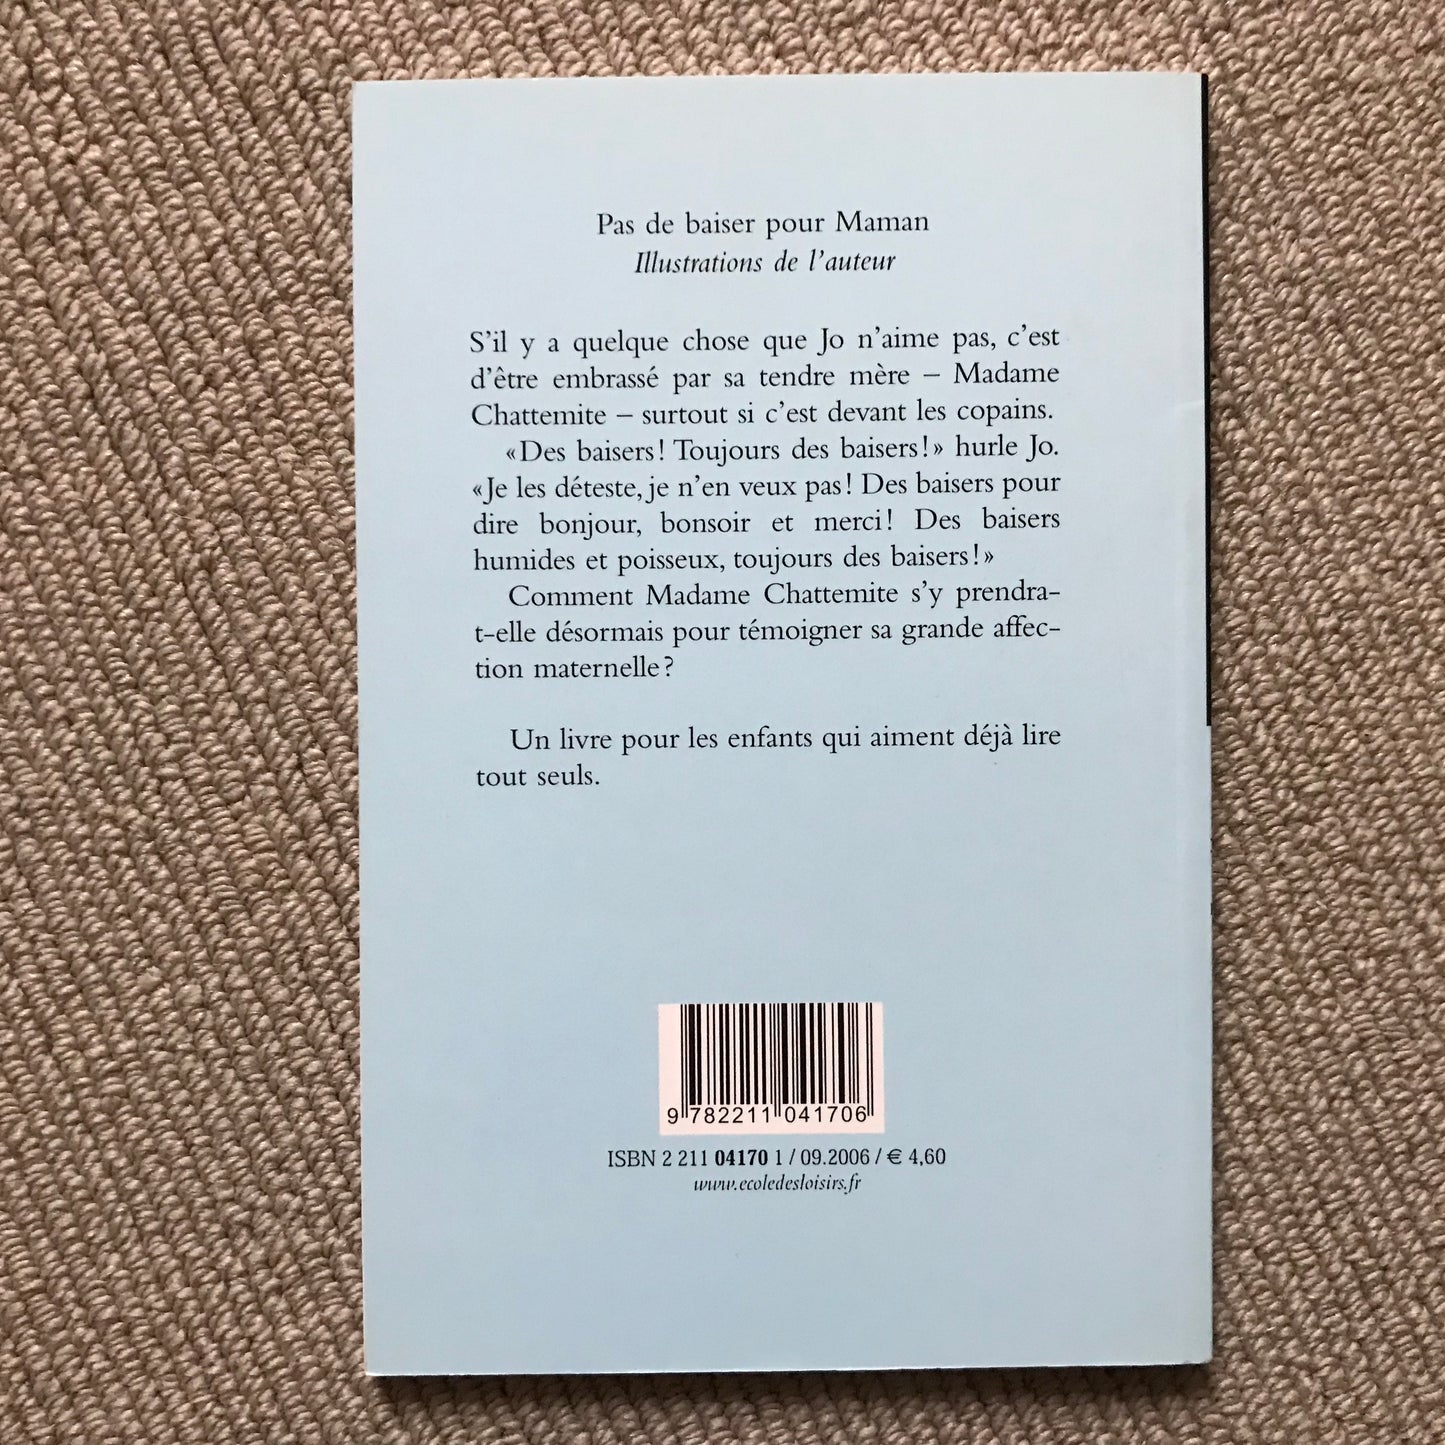 Pas de baiser pour Maman
Illustrations de l'auteur
S'il y a quelque chose que Jo n'aime pas, c'est
d'être embrassé par sa tendre mère – Madame
Chattemite – surtout si c'est devant les copains.
«Des baisers! Toujours des baisers!» hurle Jo.
«Je les déteste, je n'en veux pas! Des baisers pour
dire bonjour, bonsoir et merci! Des baisers
humides et poisseux, toujours des baisers!»
Comment Madame Chattemite s'y prendra-
t-elle désormais pour témoigner sa grande affec-
tion maternelle?
Un livre pour les enfants qui aiment déjà lire
tout seuls.
9 782211 041706
ISBN 2 211 04170 1 / 09.2006 / € 4,60
www.ecoledesloisirs.fr